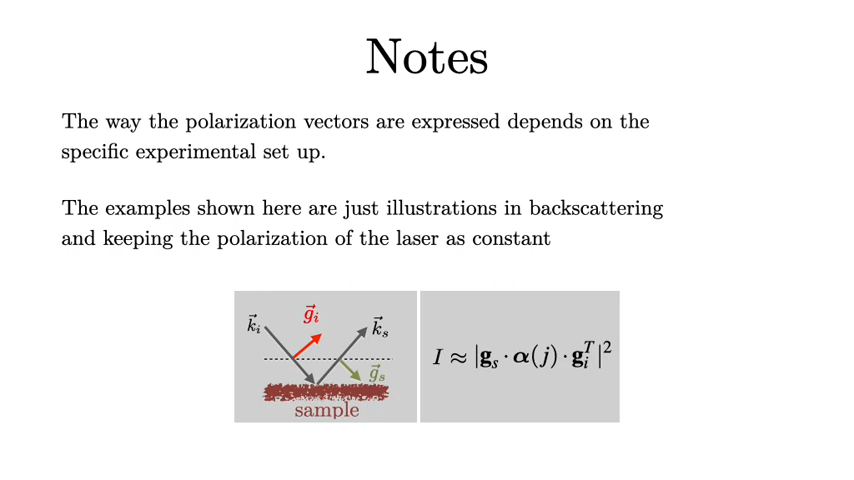 Notes
The way the polarization vectors are expressed depends on the
specific experimental set up.
The examples shown here are just illustrations in backscattering
and keeping the polarization of the laser as constant
$\vec{k}_i$ $\vec{g}_i$ $\vec{k}_s$
$\vec{g}_s$
sample
$I \approx |\mathbf{g}_s \cdot \boldsymbol{\alpha}(j) \cdot \mathbf{g}_i^T|^2$